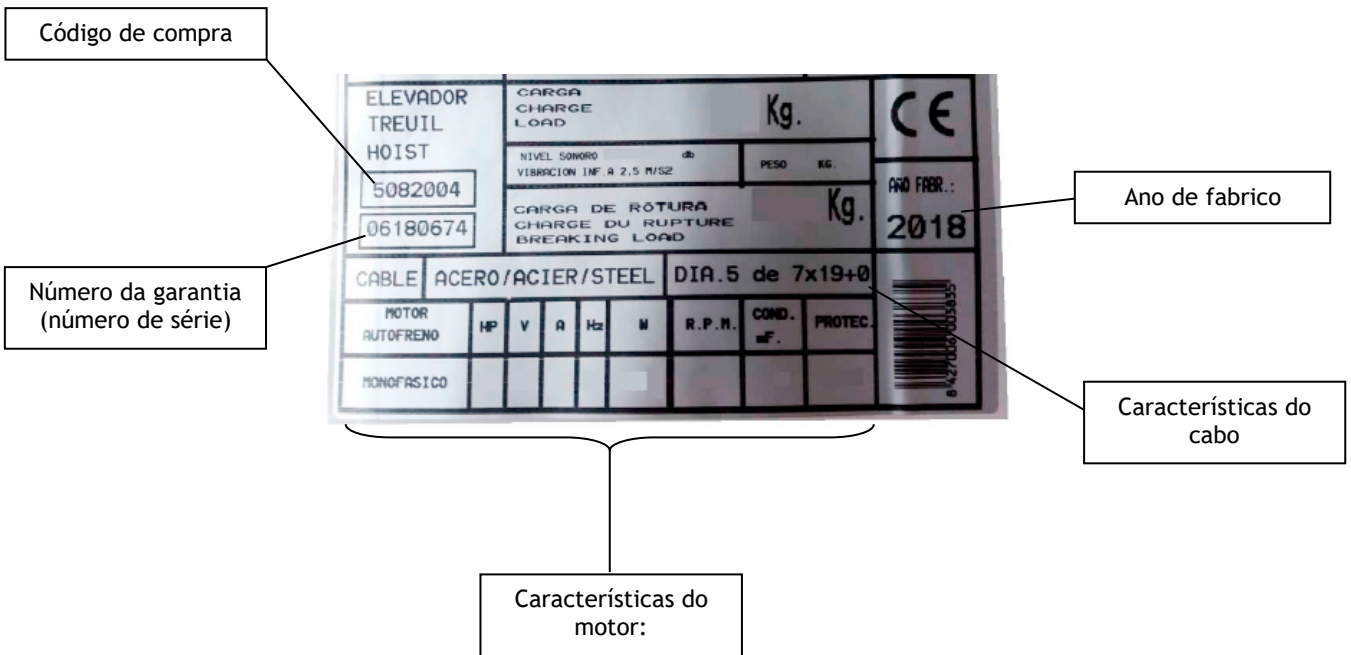 Código de compra
ELEVADOR
TREUIL
HOIST
5082004
06180674
CARGA
CHARGE
LOAD
Kg.
NIVEL SONORO db
VIBRACION INF.A 2,5 M/S2
PESO KG.
CARGA DE ROTURA
CHARGE DU RUPTURE
BREAKING LOAD
Kg.
CE
AÑO FABR.:
2018
Ano de fabrico
Número da garantia
(número de série)
CABLE ACERO/ACIER/STEEL DIA.5 de 7x19+0
MOTOR
AUTOFRENO
HP V A Hz W R.P.M. COND.
mF.
PROTEC.
MONOFASICO
Características do
cabo
Características do
motor: